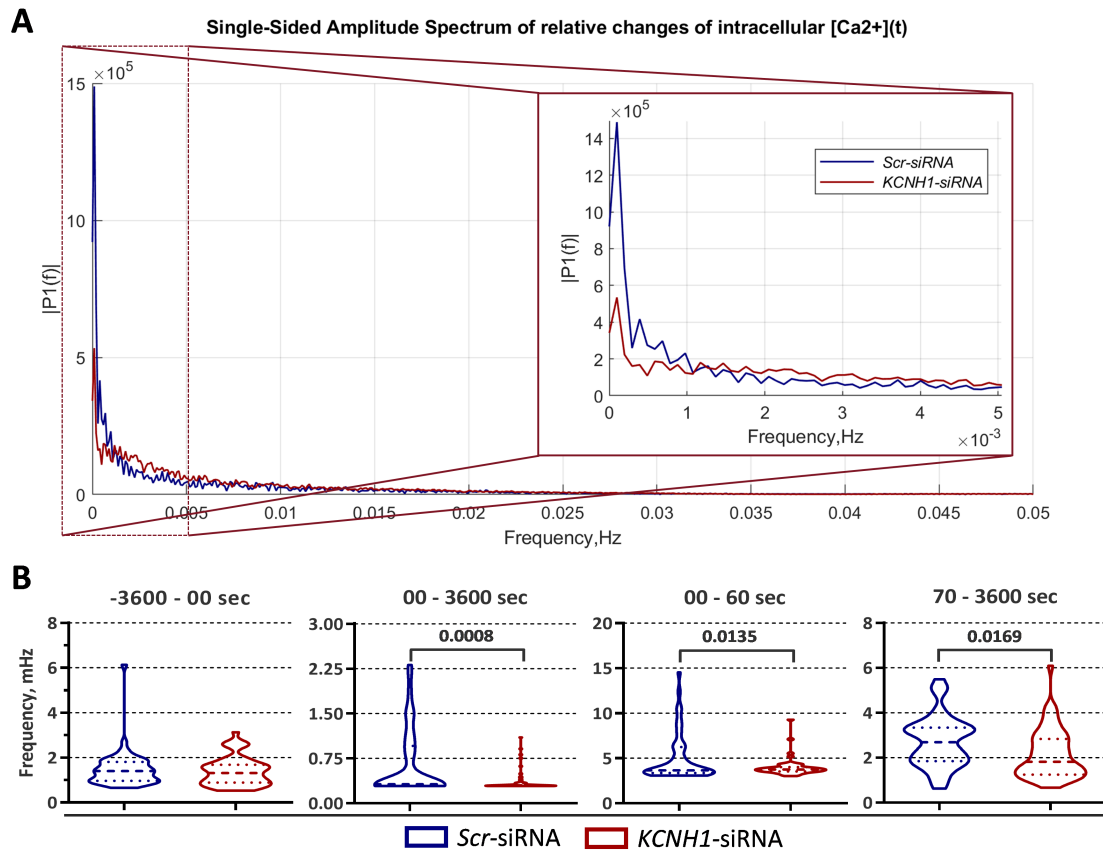 A
Single-Sided Amplitude Spectrum of relative changes of intracellular [Ca2+](t)
×10⁵
15
10
5
0
|P1(f)|
0 0.005 0.01 0.015 0.02 0.025 0.03 0.035 0.04 0.045 0.05
Frequency,Hz
×10⁵
14
12
10
8
6
4
2
0
|P1(f)|
Scr-siRNA
KCNH1-siRNA
0 1 2 3 4 5
Frequency,Hz
×10⁻³
B
-3600 - 00 sec
Frequency, mHz
8
6
4
2
0
00 - 3600 sec
3.00
2.25
1.50
0.75
0.00
0.0008
00 - 60 sec
20
15
10
5
0
0.0135
70 - 3600 sec
8
6
4
2
0
0.0169
Scr-siRNA KCNH1-siRNA